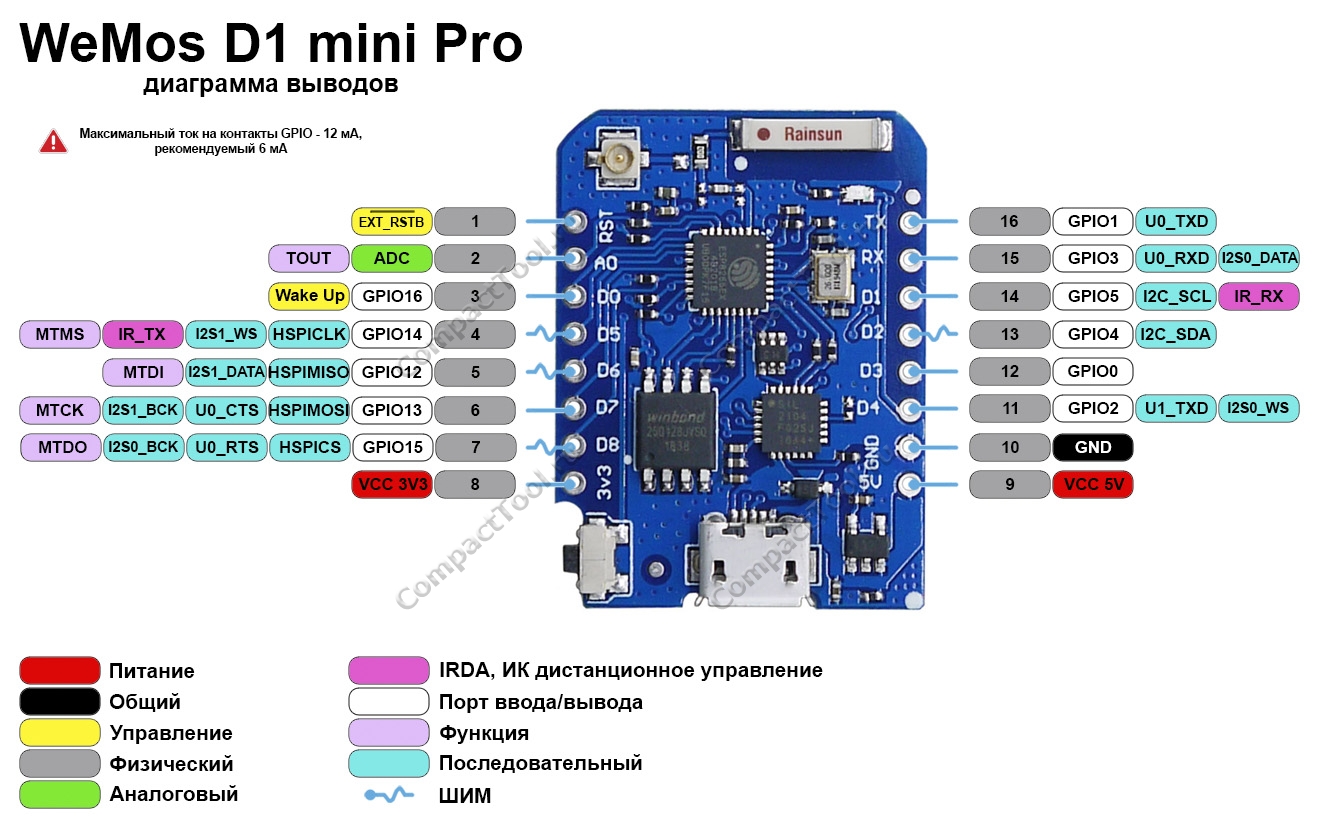 WeMos D1 mini Pro
диаграмма выводов
Максимальный ток на контакты GPIO - 12 мА,
рекомендуемый 6 мА
Rainsun
EXT_RSTB 1 RST TX 16 GPIO1 U0_TXD
TOUT ADC 2 A0 RX 15 GPIO3 U0_RXD I2S0_DATA
Wake Up GPIO16 3 D0 D1 14 GPIO5 I2C_SCL IR_RX
MTMS IR_TX I2S1_WS HSPICLK GPIO14 4 D5 D2 13 GPIO4 I2C_SDA
MTDI I2S1_DATA HSPIMISO GPIO12 5 D6 D3 12 GPIO0
MTCK I2S1_BCK U0_CTS HSPIMOSI GPIO13 6 D7 D4 11 GPIO2 U1_TXD I2S0_WS
MTDO I2S0_BCK U0_RTS HSPICS GPIO15 7 D8 GND 10 GND
VCC 3V3 8 3v3 9 VCC 5V
winbond
CompactTool
CompactTool
Питание
Общий
Управление
Физический
Аналоговый
IRDA, ИК дистанционное управление
Порт ввода/вывода
Функция
Последовательный
ШИМ